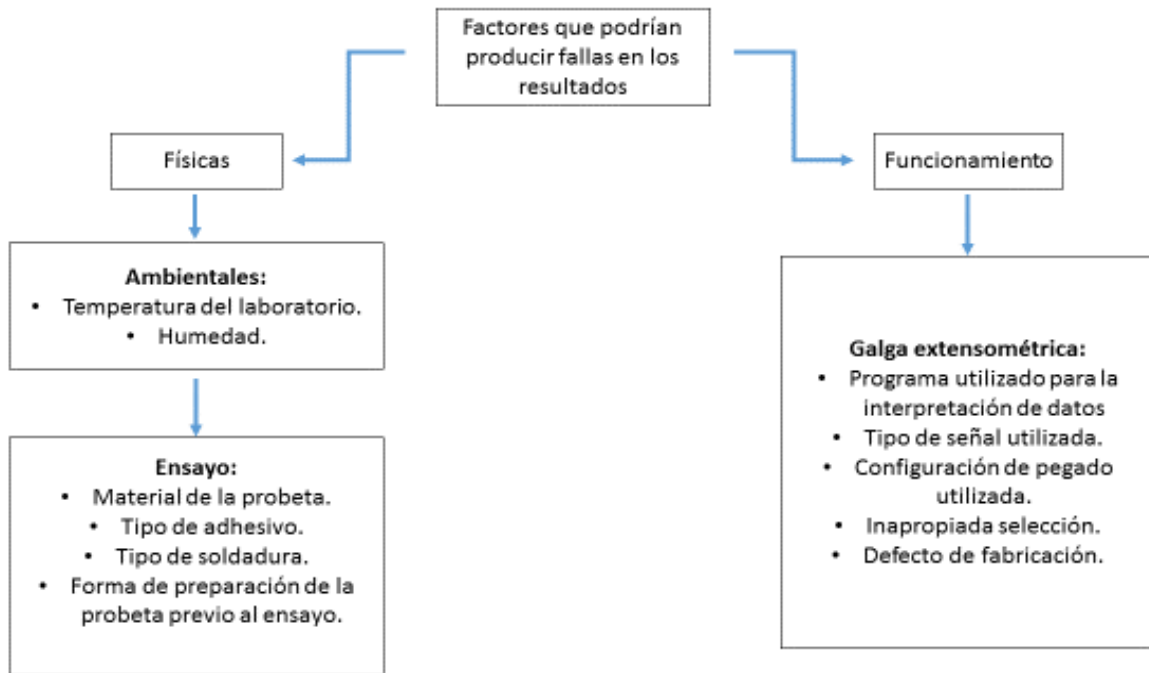 Factores que podrían
producir fallas en los
resultados
Físicas
Funcionamiento
Ambientales:
• Temperatura del laboratorio.
• Humedad.
Ensayo:
• Material de la probeta.
• Tipo de adhesivo.
• Tipo de soldadura.
• Forma de preparación de la
probeta previo al ensayo.
Galga extensométrica:
• Programa utilizado para la
interpretación de datos
• Tipo de señal utilizada.
• Configuración de pegado
utilizada.
• Inapropiada selección.
• Defecto de fabricación.